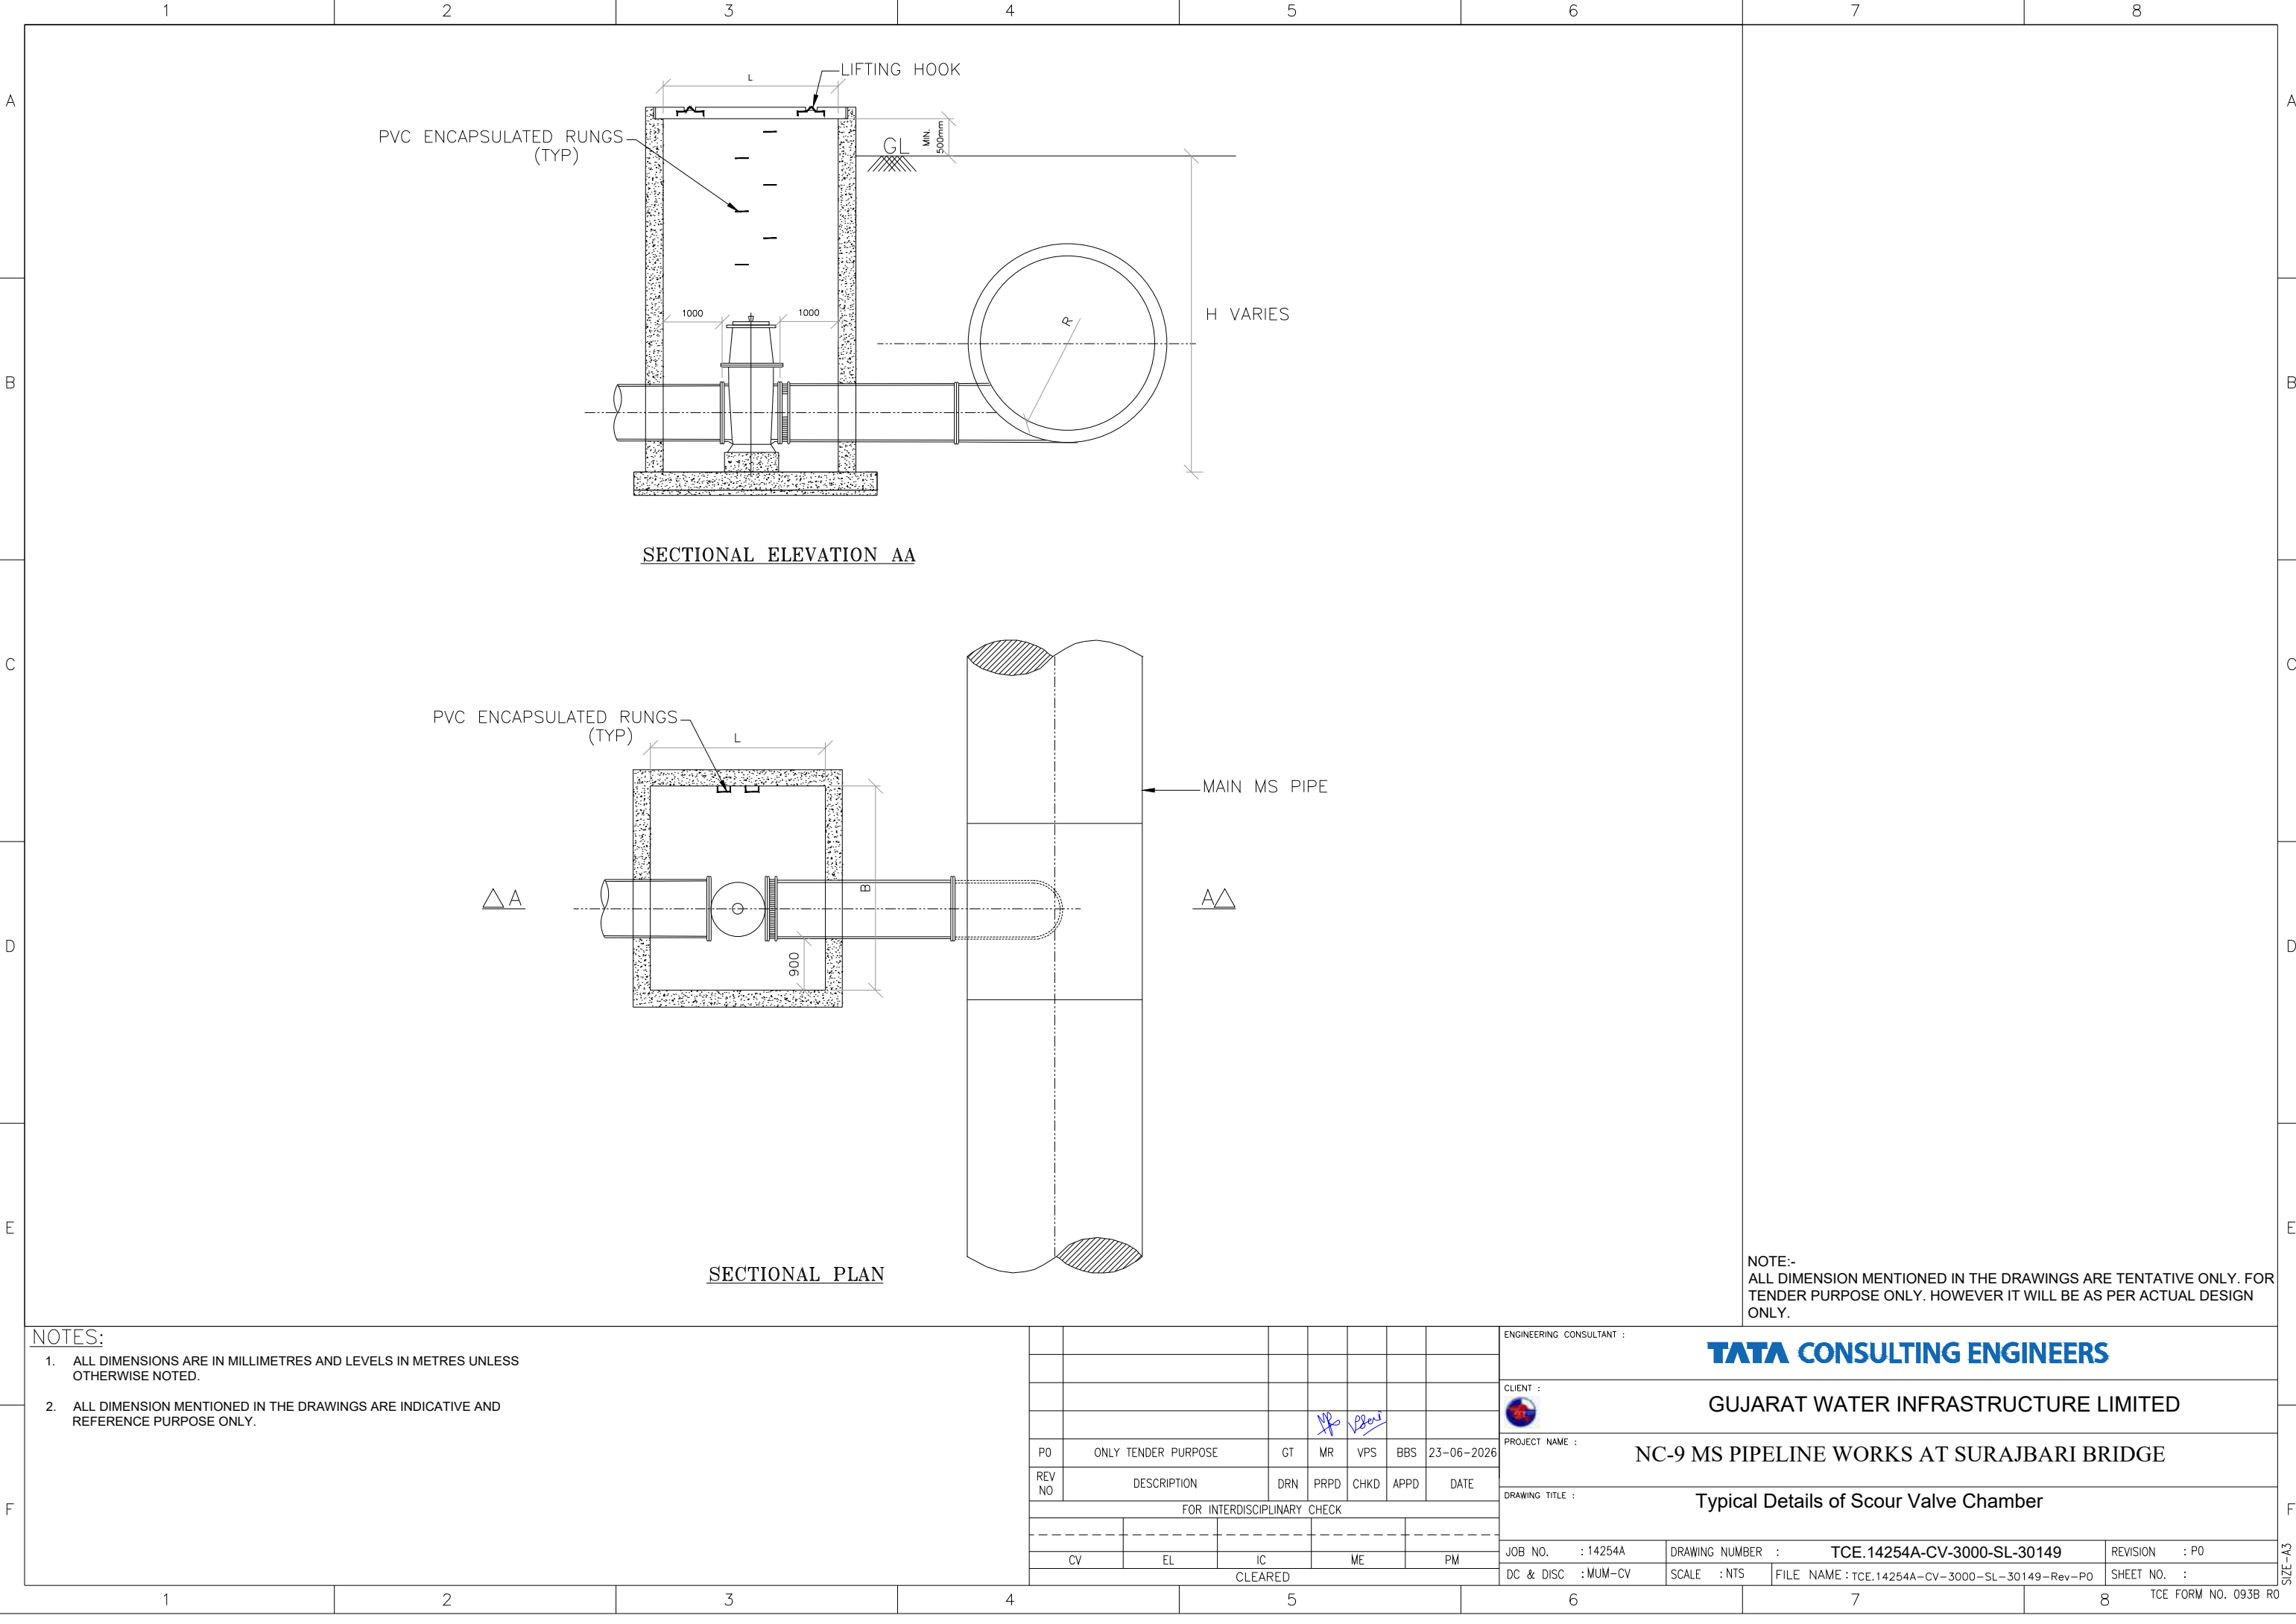 1 2 3 4 5 6 7 8
A A
L
LIFTING HOOK
PVC ENCAPSULATED RUNGS
(TYP)
GL
MIN.
500mm
1000
1000
R
H VARIES
B B
SECTIONAL ELEVATION AA
C C
PVC ENCAPSULATED RUNGS
(TYP)
L
MAIN MS PIPE
B
A
A
900
D D
E E
SECTIONAL PLAN
NOTE:-
ALL DIMENSION MENTIONED IN THE DRAWINGS ARE TENTATIVE ONLY. FOR
TENDER PURPOSE ONLY. HOWEVER IT WILL BE AS PER ACTUAL DESIGN
ONLY.
NOTES:
1. ALL DIMENSIONS ARE IN MILLIMETRES AND LEVELS IN METRES UNLESS
OTHERWISE NOTED.
2. ALL DIMENSION MENTIONED IN THE DRAWINGS ARE INDICATIVE AND
REFERENCE PURPOSE ONLY.
P0 ONLY TENDER PURPOSE GT MR VPS BBS 23-06-2026
REV
NO DESCRIPTION DRN PRPD CHKD APPD DATE
FOR INTERDISCIPLINARY CHECK
CV EL IC ME PM
CLEARED
ENGINEERING CONSULTANT :
TATA CONSULTING ENGINEERS
CLIENT :
GUJARAT WATER INFRASTRUCTURE LIMITED
PROJECT NAME :
NC-9 MS PIPELINE WORKS AT SURAJBARI BRIDGE
DRAWING TITLE :
Typical Details of Scour Valve Chamber
JOB NO. : 14254A DRAWING NUMBER : TCE.14254A-CV-3000-SL-30149 REVISION : P0
DC & DISC : MUM-CV SCALE : NTS FILE NAME : TCE.14254A-CV-3000-SL-30149-Rev-P0 SHEET NO. :
F F
SIZE-A3
TCE FORM NO. 093B R0
1 2 3 4 5 6 7 8